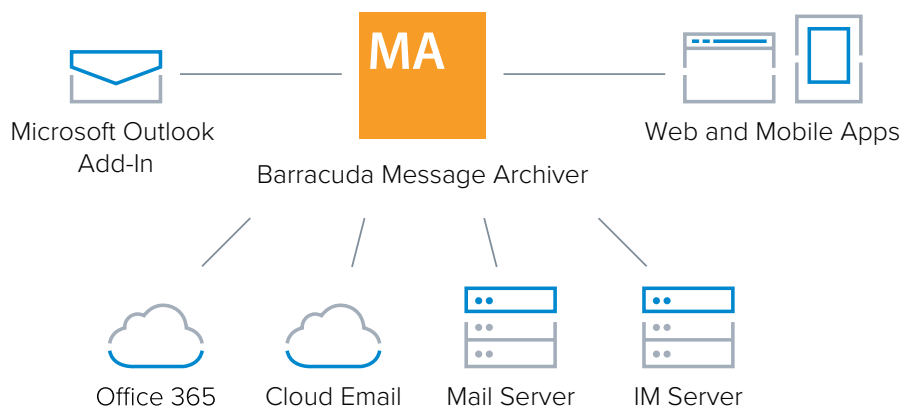 MA
Microsoft Outlook
Add-In
Web and Mobile Apps
Barracuda Message Archiver
Office 365
Cloud Email
Mail Server
IM Server